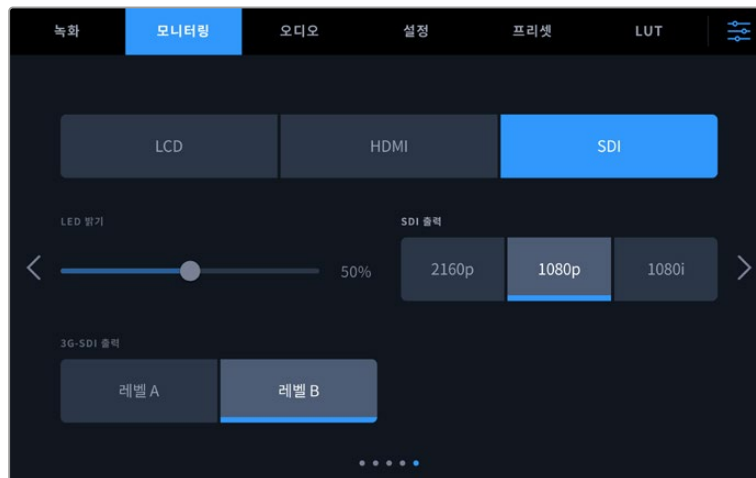 녹화 모니터링 오디오 설정 프리셋 LUT
LCD HDMI SDI
LED 밝기 SDI 출력
50% 2160p 1080p 1080i
3G-SDI 출력
레벨 A 레벨 B